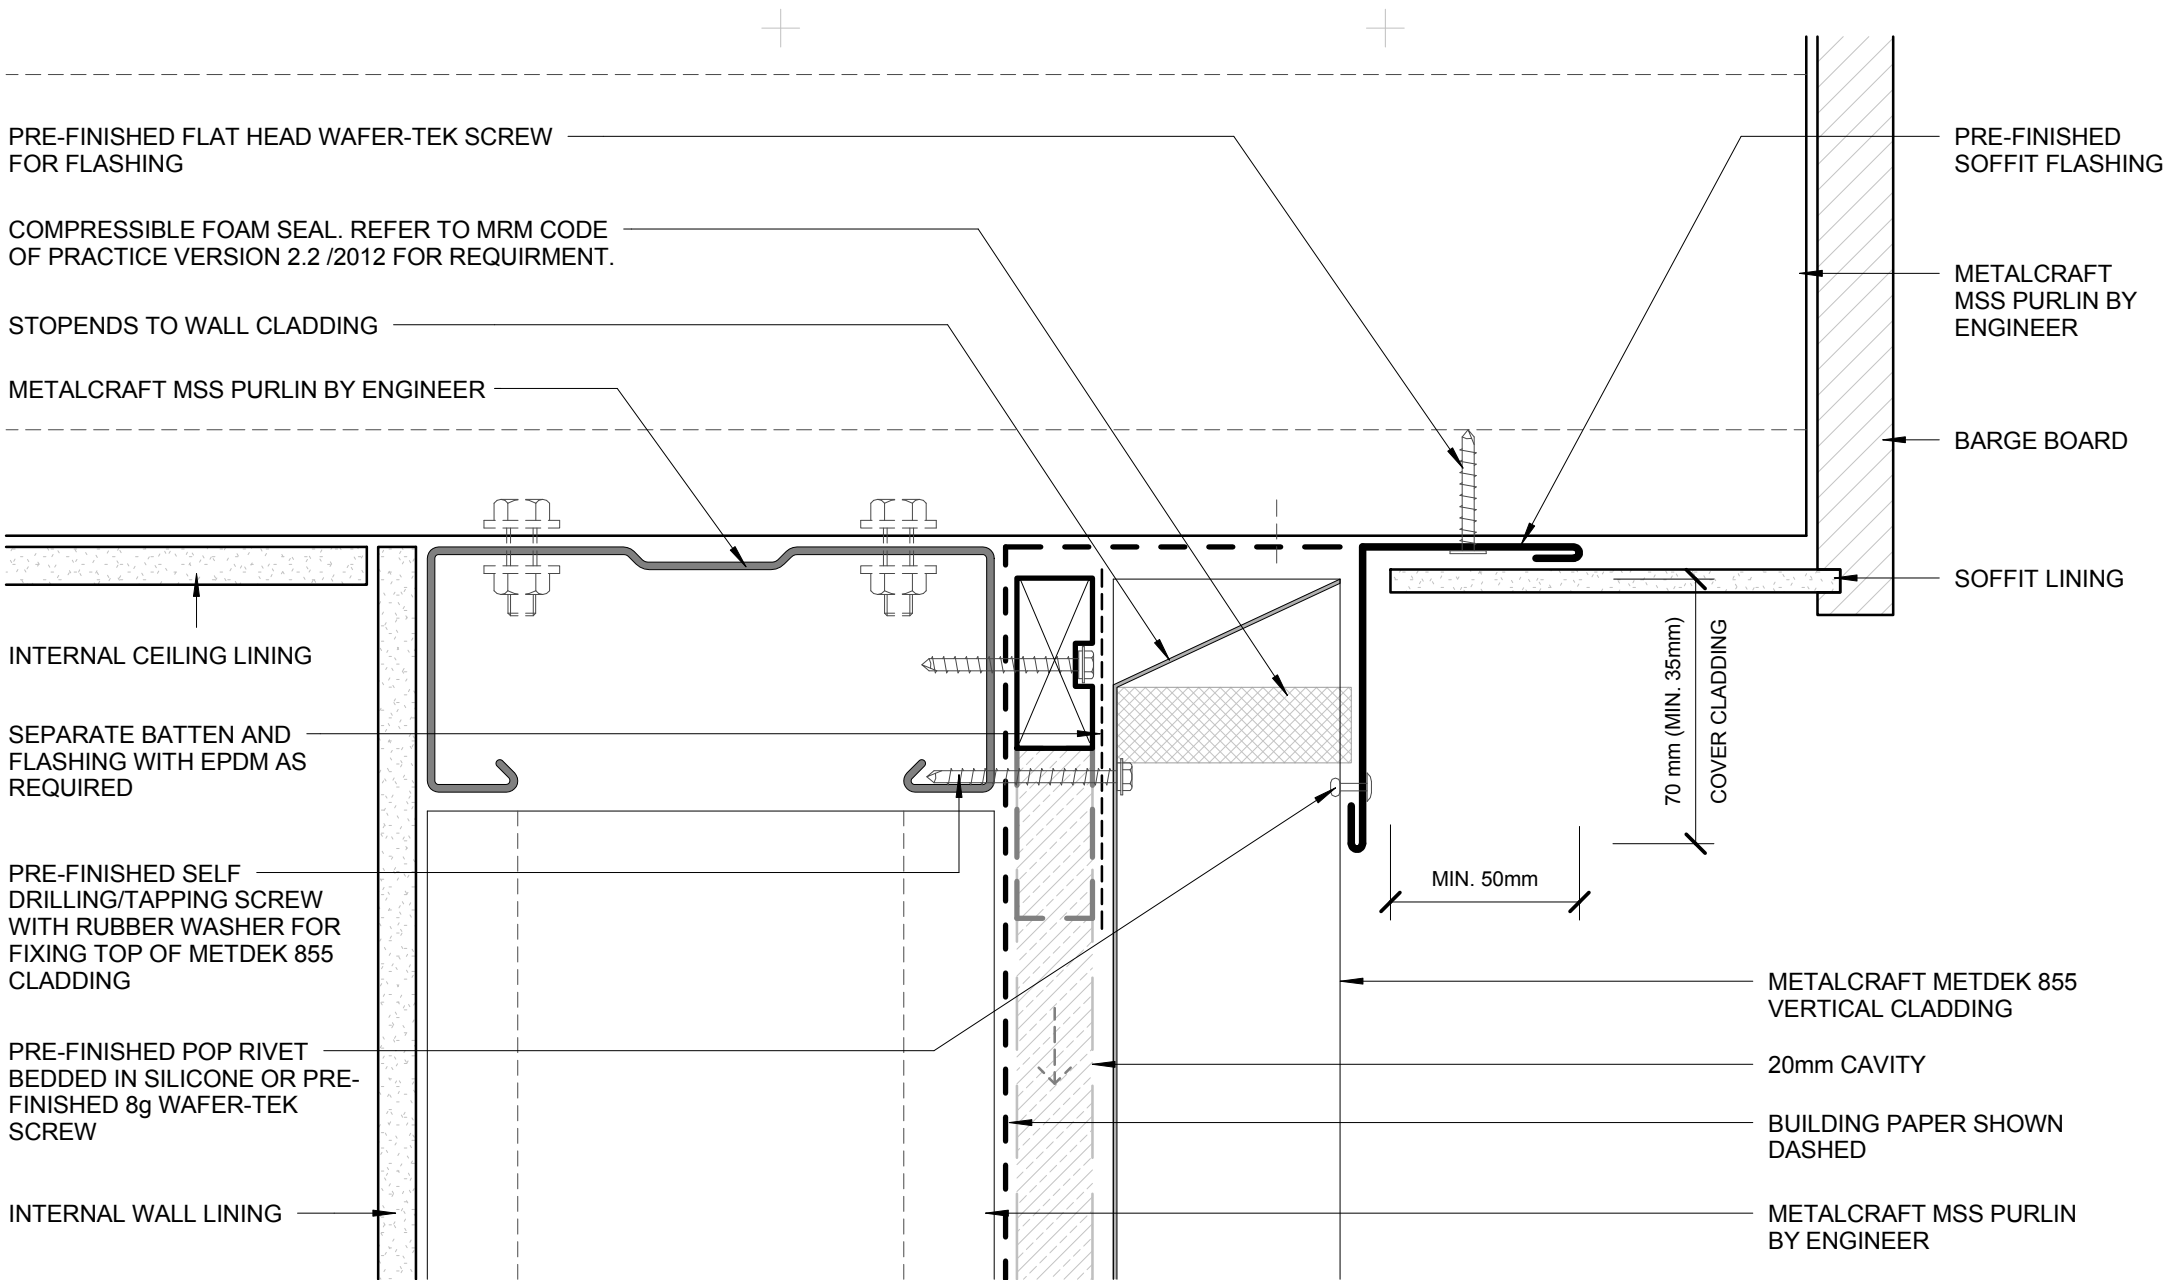 PRE-FINISHED FLAT HEAD WAFER-TEK SCREW
FOR FLASHING
COMPRESSIBLE FOAM SEAL. REFER TO MRM CODE
OF PRACTICE VERSION 2.2 /2012 FOR REQUIRMENT.
STOPENDS TO WALL CLADDING
METALCRAFT MSS PURLIN BY ENGINEER
INTERNAL CEILING LINING
SEPARATE BATTEN AND
FLASHING WITH EPDM AS
REQUIRED
PRE-FINISHED SELF
DRILLING/TAPPING SCREW
WITH RUBBER WASHER FOR
FIXING TOP OF METDEK 855
CLADDING
PRE-FINISHED POP RIVET
BEDDED IN SILICONE OR PRE-
FINISHED 8g WAFER-TEK
SCREW
INTERNAL WALL LINING
PRE-FINISHED
SOFFIT FLASHING
METALCRAFT
MSS PURLIN BY
ENGINEER
BARGE BOARD
SOFFIT LINING
70 mm (MIN. 35mm)
COVER CLADDING
MIN. 50mm
METALCRAFT METDEK 855
VERTICAL CLADDING
20mm CAVITY
BUILDING PAPER SHOWN
DASHED
METALCRAFT MSS PURLIN
BY ENGINEER